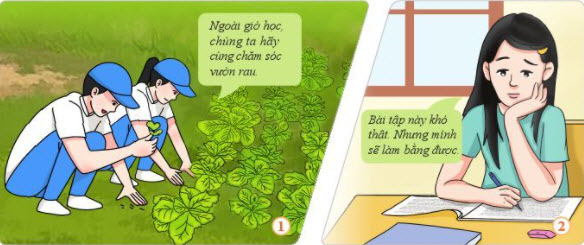 Ngoài giờ học,
chúng ta hãy
cùng chăm sóc
vườn rau.
1
Bài tập này khó
thật. Nhưng mình
sẽ làm bằng được.
2